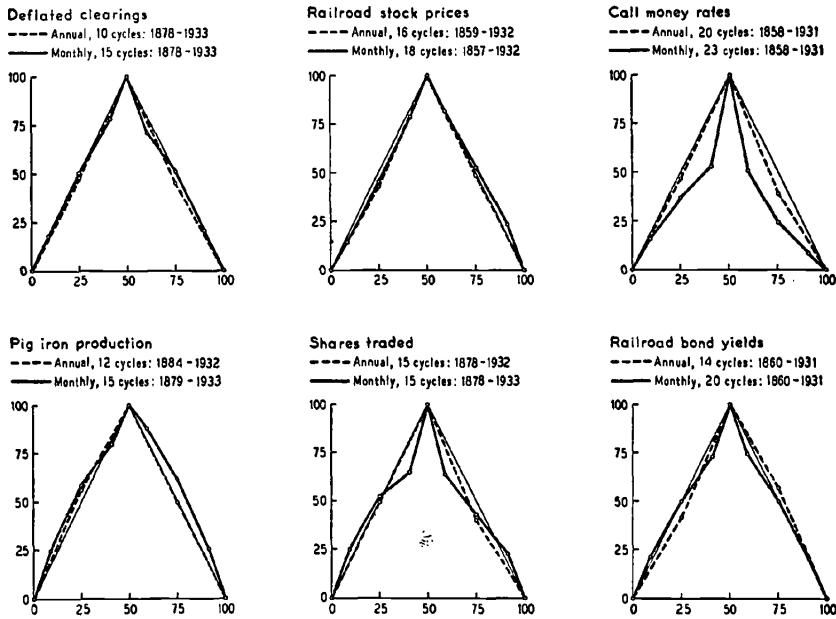 Deflated clearings
Annual, 10 cycles: 1878-1933
Monthly, 15 cycles: 1878-1933
100
75
50
25
0
0 25 50 75 100
Railroad stock prices
Annual, 16 cycles: 1859-1932
Monthly, 18 cycles: 1857-1932
100
75
50
25
0
0 25 50 75 100
Call money rates
Annual, 20 cycles: 1858-1931
Monthly, 23 cycles: 1858-1931
100
75
50
25
0
0 25 50 75 100
Pig iron production
Annual, 12 cycles: 1884-1932
Monthly, 15 cycles: 1879-1933
100
75
50
25
0
0 25 50 75 100
Shares traded
Annual, 15 cycles: 1878-1932
Monthly, 15 cycles: 1878-1933
100
75
50
25
0
0 25 50 75 100
Railroad bond yields
Annual, 14 cycles: 1860-1931
Monthly, 20 cycles: 1860-1931
100
75
50
25
0
0 25 50 75 100